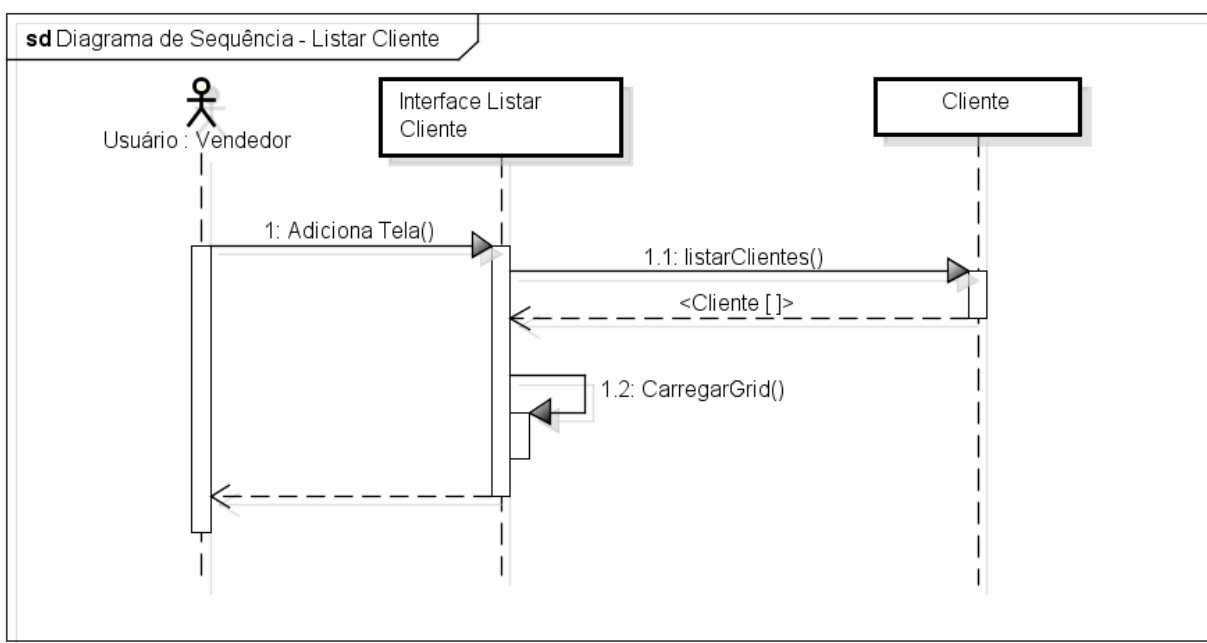 sd Diagrama de Sequência - Listar Cliente
Usuário : Vendedor
Interface Listar
Cliente
Cliente
1: Adiciona Tela()
1.1: listarClientes()
<Cliente [ ]>
1.2: CarregarGrid()